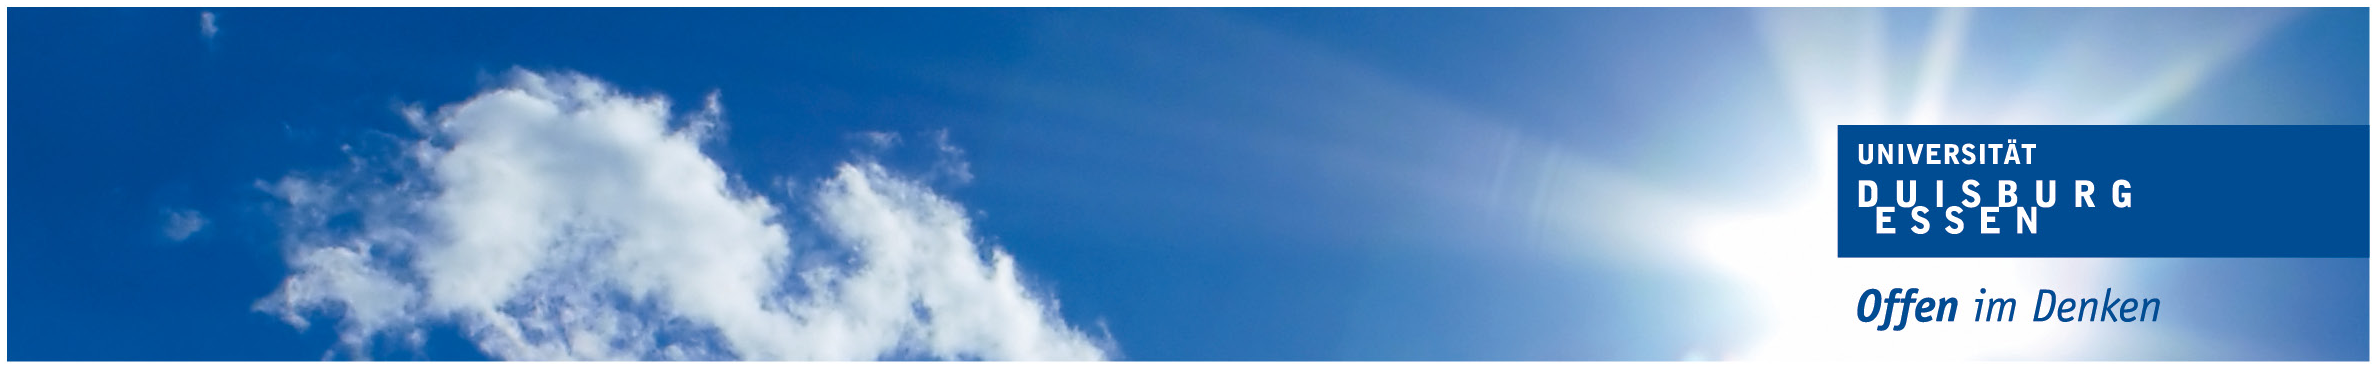 UNIVERSITÄT
DUISBURG
ESSEN
Offen im Denken